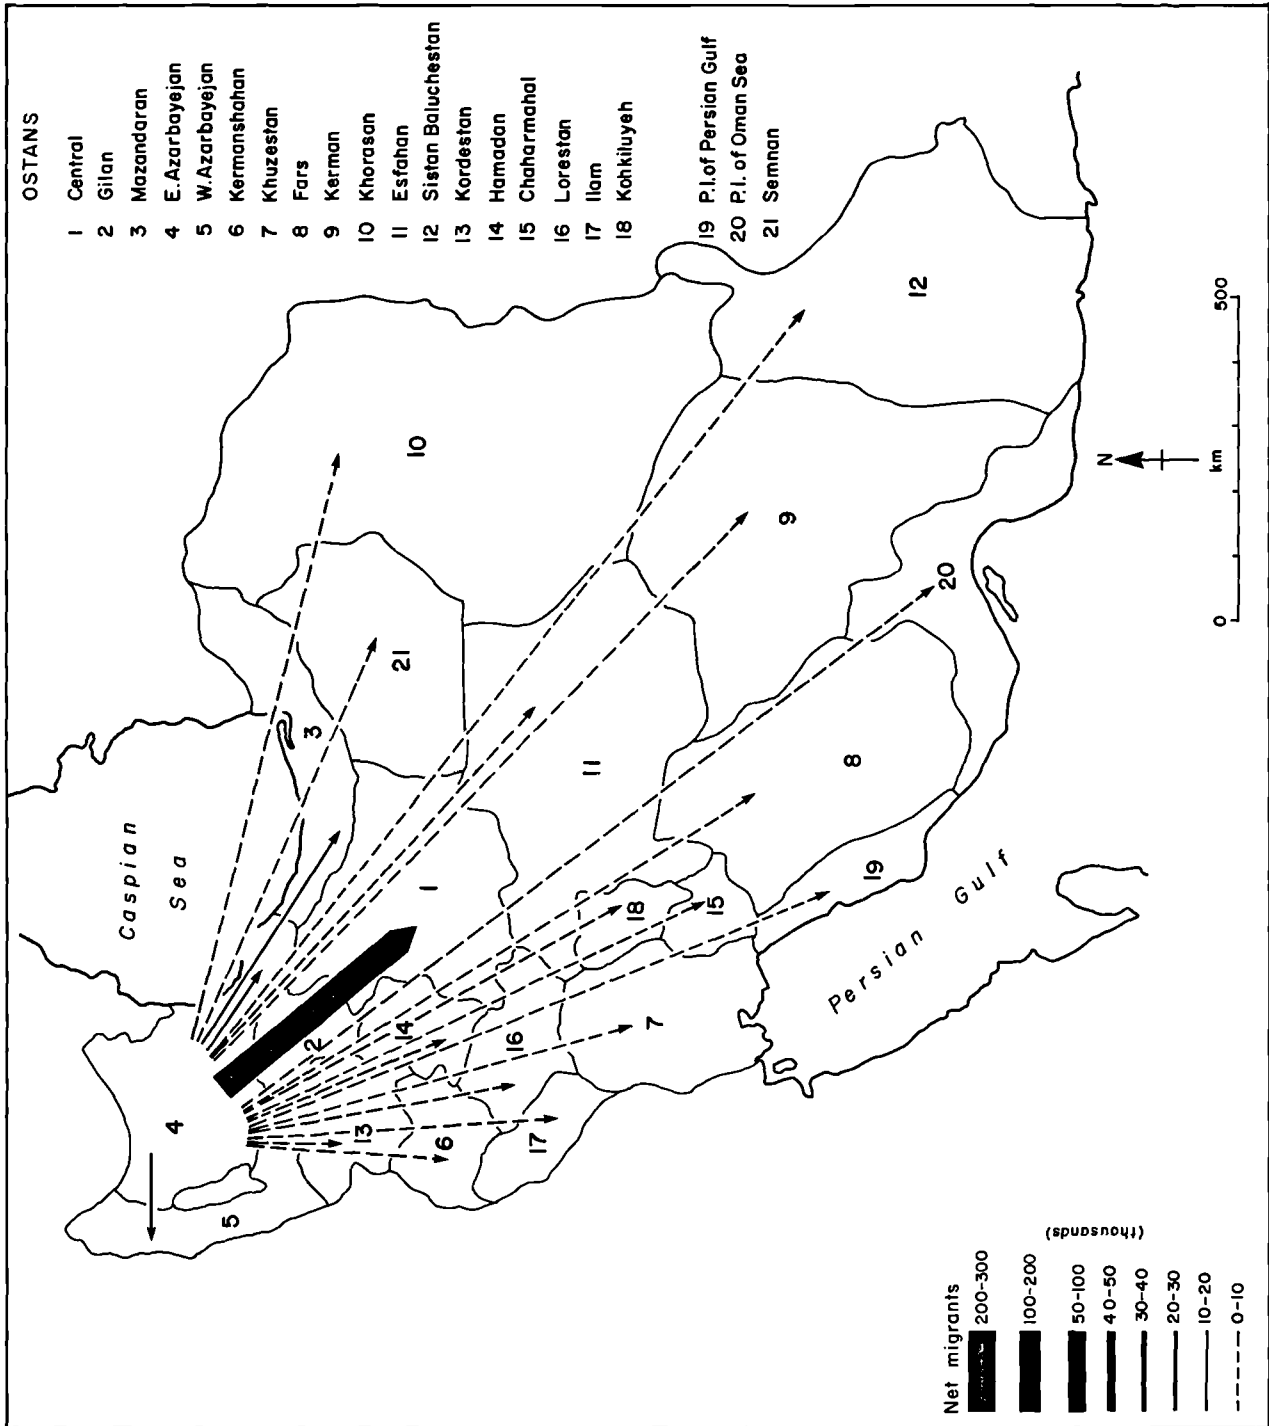 OSTANS
1 Central
2 Gilan
3 Mazandaran
4 E.Azarbayejan
5 W.Azarbayejan
6 Kermanshahan
7 Khuzestan
8 Fars
9 Kerman
10 Khorasan
11 Esfahan
12 Sistan Baluchestan
13 Kordestan
14 Hamadan
15 Chaharmahal
16 Lorestan
17 Ilam
18 Kohkiluyeh
19 P.I.of Persian Gulf
20 P.I. of Oman Sea
21 Semnan
Caspian
Sea
4
5
3
21
10
2
1
13
14
6
16
17
11
18
15
7
9
12
8
19
20
Persian Gulf
N
km
0 500
Net migrants
200-300
100-200
50-100
40-50
30-40
20-30
10-20
0-10
(thousands)